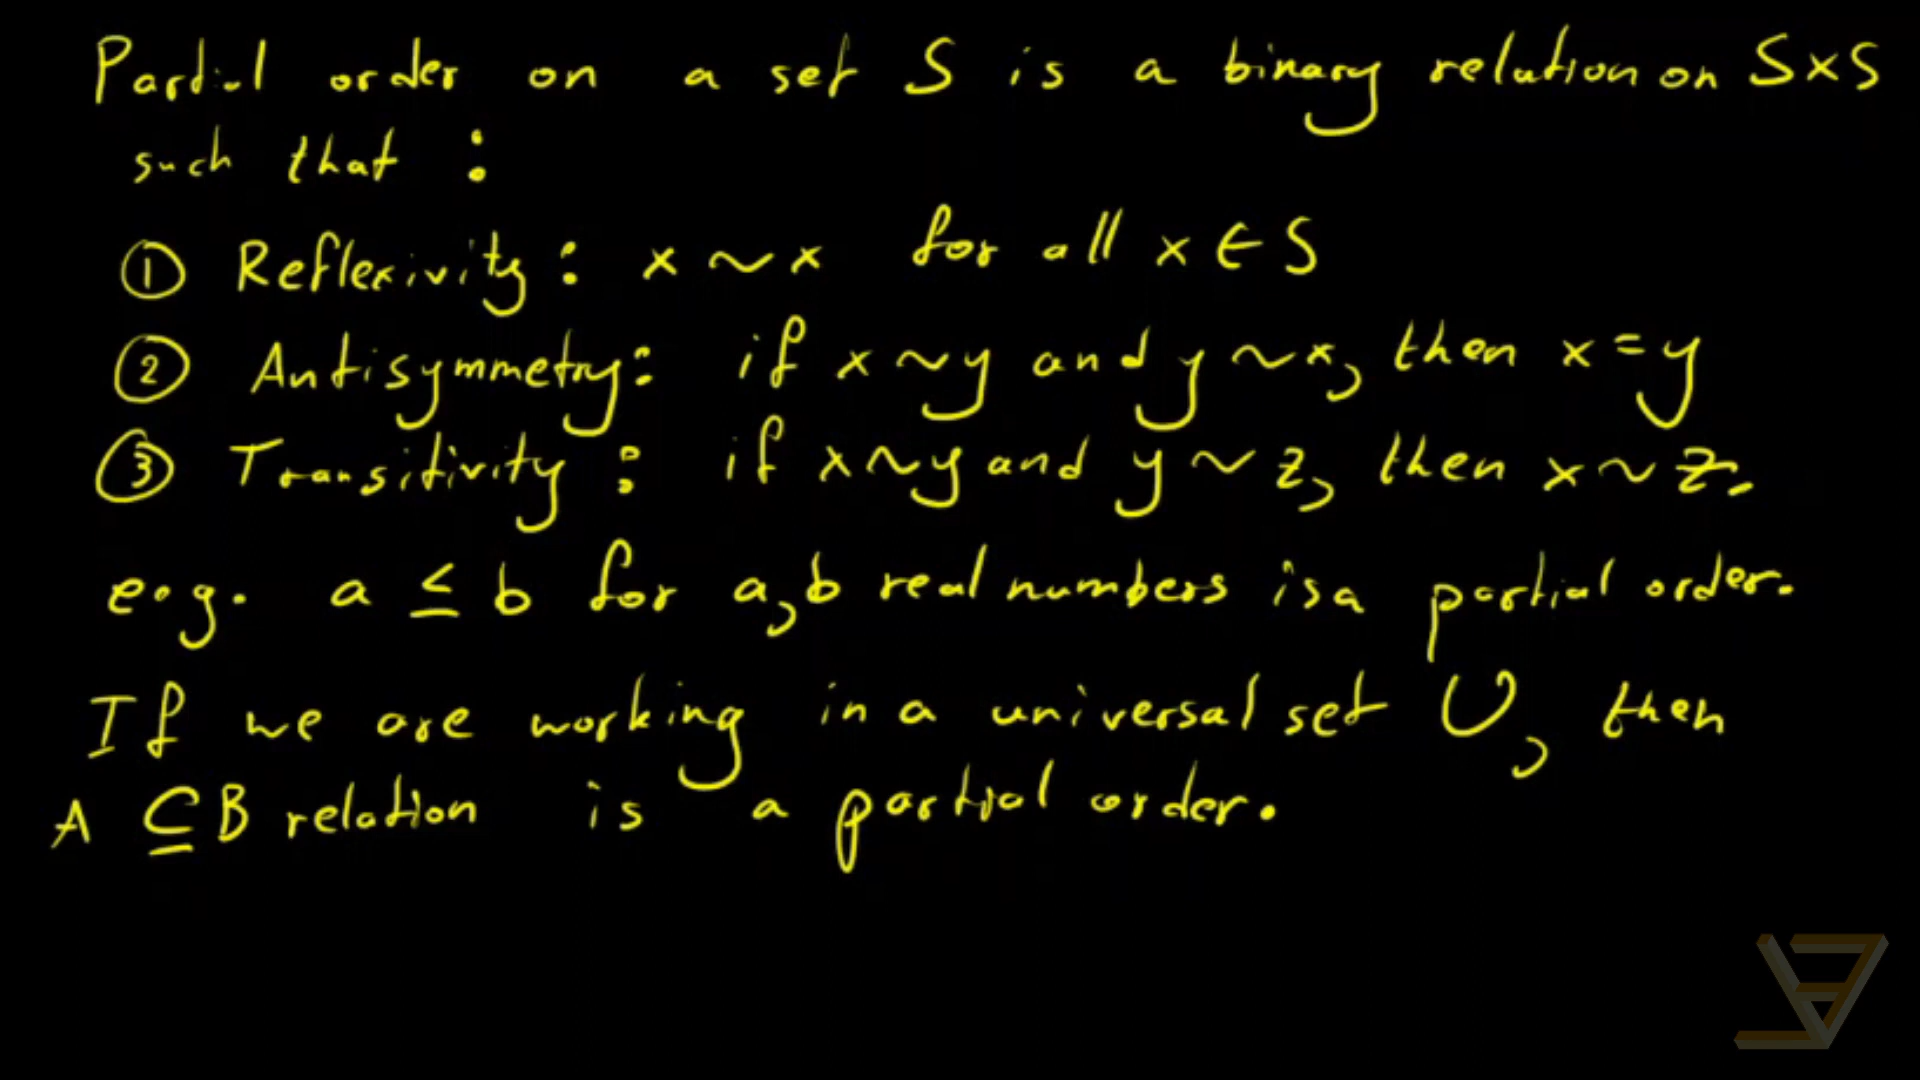 Partial order on a set S is a binary relation on S×S
such that :
① Reflexivity : x ~ x for all x ∈ S
② Antisymmetry: if x ~ y and y ~ x, then x = y
③ Transitivity : if x ~ y and y ~ z, then x ~ z.
e.g. a ≤ b for a, b real numbers is a partial order.
If we are working in a universal set U, then
A ⊆ B relation is a partial order.